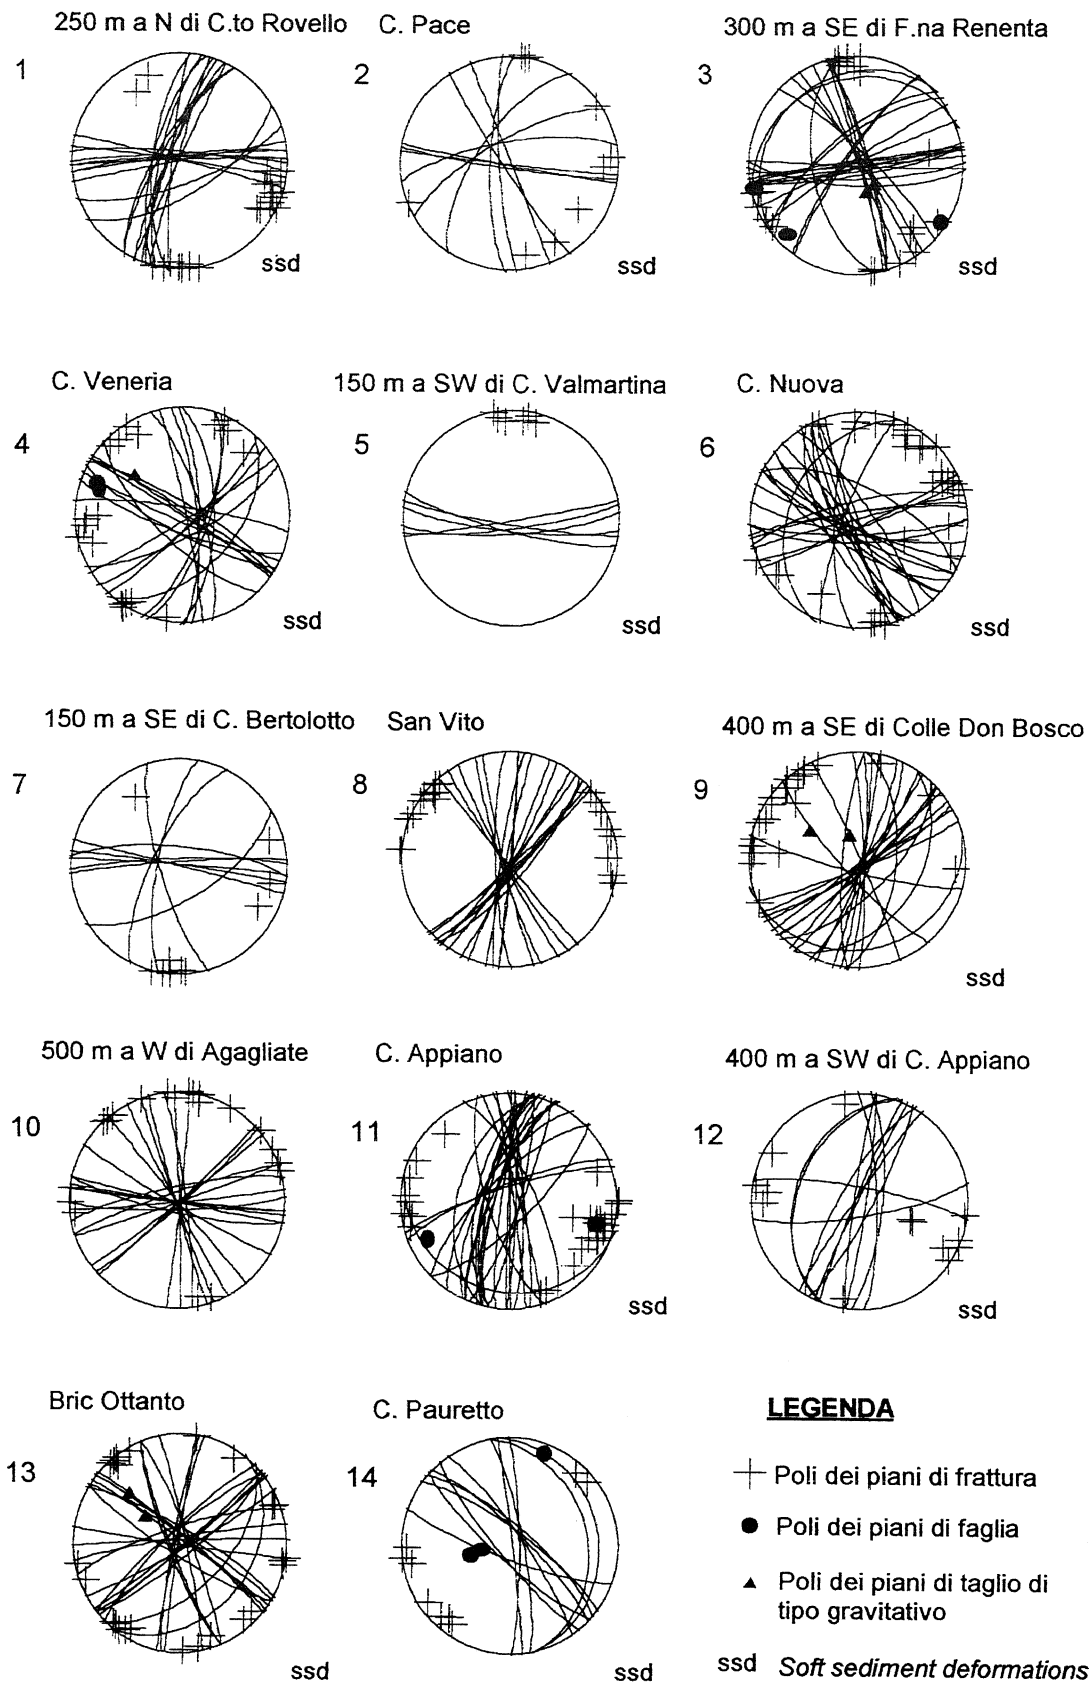 250 m a N di C.to Rovello
C. Pace
300 m a SE di F.na Renenta
1
2
3
ssd
ssd
ssd
C. Veneria
150 m a SW di C. Valmartina
C. Nuova
4
5
6
ssd
ssd
ssd
150 m a SE di C. Bertolotto
San Vito
400 m a SE di Colle Don Bosco
7
8
9
ssd
500 m a W di Agagliate
C. Appiano
400 m a SW di C. Appiano
10
11
12
ssd
ssd
Bric Ottanto
C. Pauretto
LEGENDA
13
14
Poli dei piani di frattura
Poli dei piani di faglia
Poli dei piani di taglio di
tipo gravitativo
ssd
ssd
ssd Soft sediment deformations